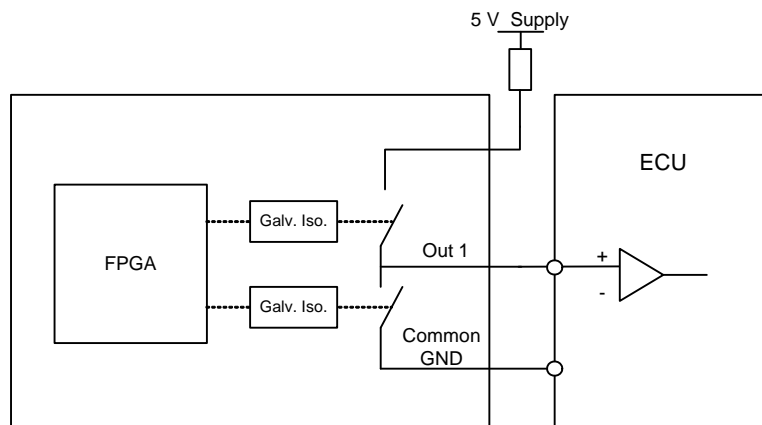 5 V Supply
ECU
Galv. Iso.
FPGA
Out 1
+
-
Galv. Iso.
Common
GND